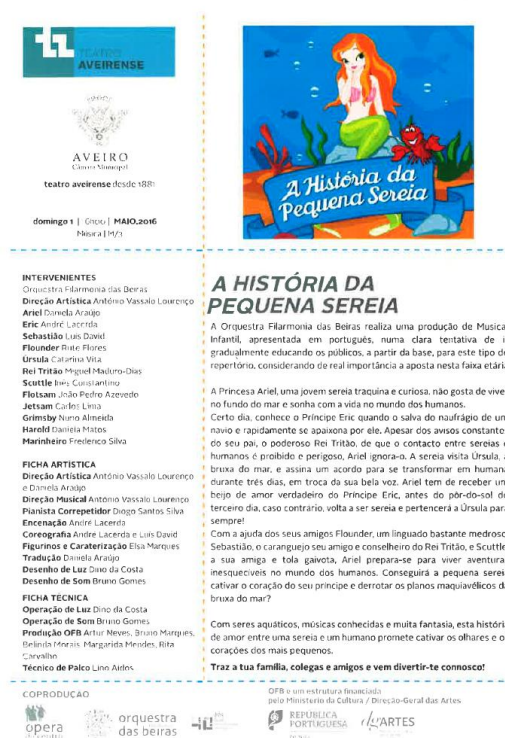 TEATRO
AVEIRENSE
AVEIRO
Câmara Municipal
teatro aveirense desde 1881
domingo 1 | 16h00 | MAIO.2016
Música | M/3
A História da
Pequena Sereia
INTERVENIENTES
Orquestra Filarmonia das Beiras
Direção Artística António Vassalo Lourenço
Ariel Daniela Araújo
Eric André Lacerda
Sebastião Luís David
Flounder Rute Flores
Úrsula Catarina Vita
Rei Tritão Miguel Maduro-Dias
Scuttle Inês Constantino
Flotsam João Pedro Azevedo
Jetsam Carlos Lima
Grimsby Nuno Almeida
Harold Daniela Matos
Marinheiro Frederico Silva
FICHA ARTÍSTICA
Direção Artística António Vassalo Lourenço
e Daniela Araújo
Direção Musical António Vassalo Lourenço
Pianista Correpetidor Diogo Santos Silva
Encenação André Lacerda
Coreografia André Lacerda e Luís David
Figurinos e Caraterização Elsa Marques
Tradução Daniela Araújo
Desenho de Luz Dino da Costa
Desenho de Som Bruno Gomes
FICHA TÉCNICA
Operação de Luz Dino da Costa
Operação de Som Bruno Gomes
Produção OFB Artur Neves, Bruno Marques,
Belinda Morais, Margarida Mendes, Rita
Carvalho
Técnico de Palco Lino Aidos
A HISTÓRIA DA
PEQUENA SEREIA
A Orquestra Filarmonia das Beiras realiza uma produção de Musica
Infantil, apresentada em português, numa clara tentativa de i
gradualmente educando os públicos, a partir da base, para este tipo de
repertório, considerando de real importância a aposta nesta faixa etári
A Princesa Ariel, uma jovem sereia traquina e curiosa, não gosta de vive
no fundo do mar e sonha com a vida no mundo dos humanos.
Certo dia, conhece o Príncipe Eric quando o salva do naufrágio de um
navio e rapidamente se apaixona por ele. Apesar dos avisos constante
do seu pai, o poderoso Rei Tritão, de que o contacto entre sereias e
humanos é proibido e perigoso, Ariel ignora-o. A sereia visita Úrsula, a
bruxa do mar, e assina um acordo para se transformar em humana
durante três dias, em troca da sua bela voz. Ariel tem de receber um
beijo de amor verdadeiro do Príncipe Eric, antes do pôr-do-sol do
terceiro dia, caso contrário, volta a ser sereia e pertencerá a Úrsula para
sempre!
Com a ajuda dos seus amigos Flounder, um linguado bastante medroso
Sebastião, o caranguejo seu amigo e conselheiro do Rei Tritão, e Scuttle
a sua amiga e tola gaivota, Ariel prepara-se para viver aventura
inesquecíveis no mundo dos humanos. Conseguirá a pequena serei
cativar o coração do seu príncipe e derrotar os planos maquiavélicos da
bruxa do mar?
Com seres aquáticos, músicas conhecidas e muita fantasia, esta históri
de amor entre uma sereia e um humano promete cativar os olhares e o
corações dos mais pequenos.
Traz a tua família, colegas e amigos e vem divertir-te connosco!
COPRODUÇÃO
opera
orquestra
das beiras
OFB é um estrutura financiada
pelo Ministério da Cultura / Direção-Geral das Artes
REPÚBLICA
PORTUGUESA
dgARTES